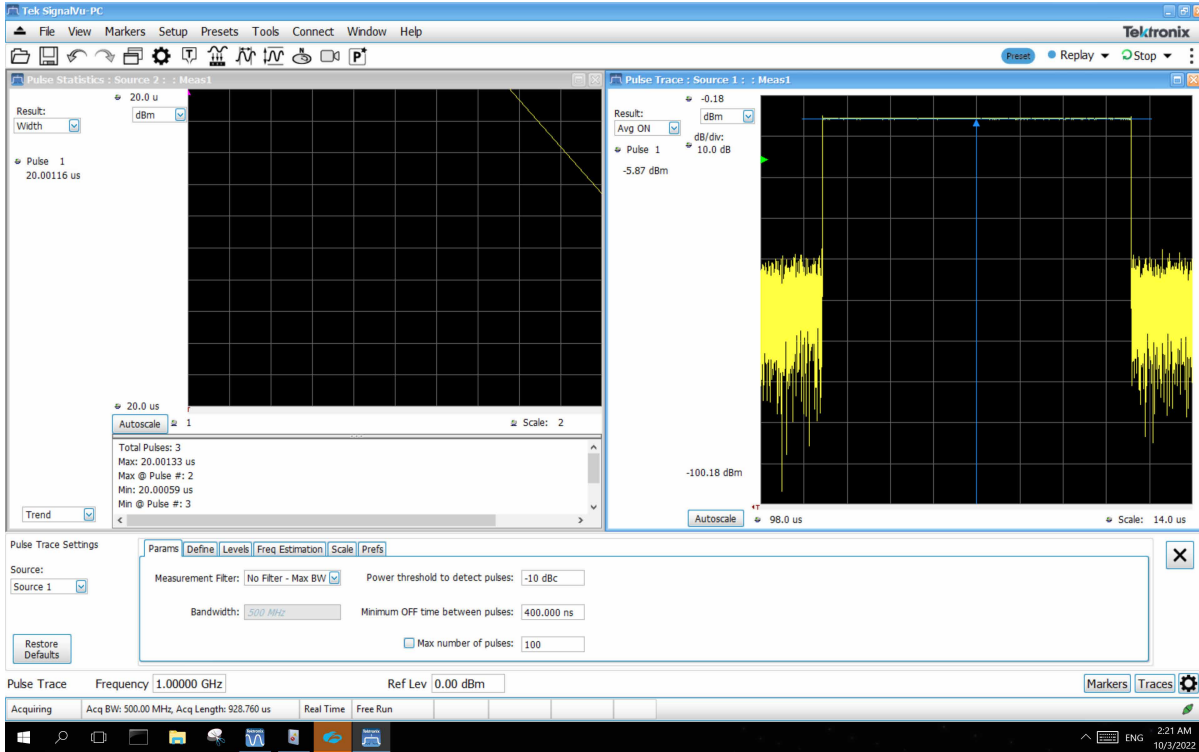 Tek SignalVu-PC
File View Markers Setup Presets Tools Connect Window Help
Tektronix
Preset Replay Stop
Pulse Statistics : Source 2 : : Meas1
20.0 u
Result:
dBm
Width
Pulse 1
20.00116 us
20.0 us
Autoscale 1 Scale: 2
Total Pulses: 3
Max: 20.00133 us
Max @ Pulse #: 2
Min: 20.00059 us
Min @ Pulse #: 3
Trend
Pulse Trace : Source 1 : : Meas1
-0.18
Result:
dBm
Avg ON
dB/div:
Pulse 1 10.0 dB
-5.87 dBm
-100.18 dBm
Autoscale 98.0 us Scale: 14.0 us
Pulse Trace Settings
Params Define Levels Freq Estimation Scale Prefs
Source:
Source 1
Measurement Filter: No Filter - Max BW Power threshold to detect pulses: -10 dBc
Bandwidth: 500 MHz Minimum OFF time between pulses: 400.000 ns
Max number of pulses: 100
Restore
Defaults
Pulse Trace Frequency 1.00000 GHz Ref Lev 0.00 dBm Markers Traces
Acquiring Acq BW: 500.00 MHz, Acq Length: 928.760 us Real Time Free Run
ENG 2:21 AM
10/3/2022